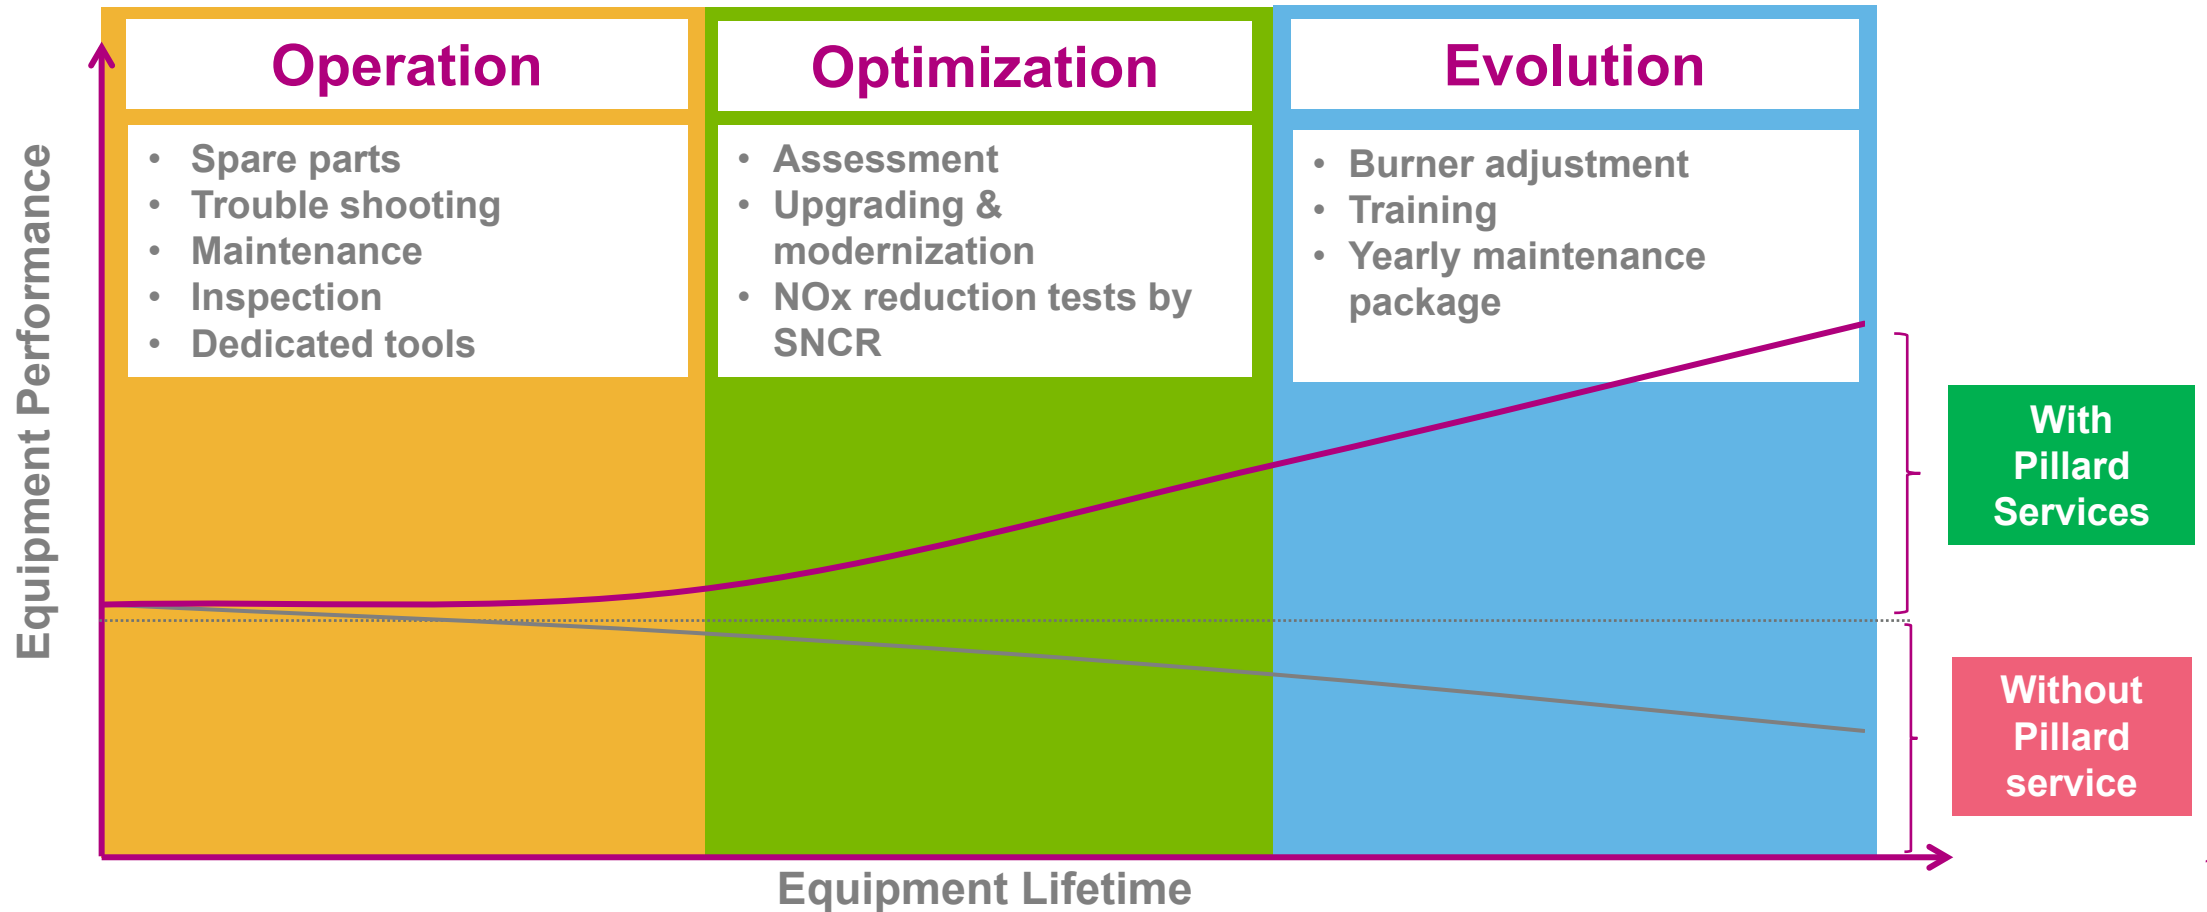 Operation
Optimization
Evolution
• Spare parts
• Trouble shooting
• Maintenance
• Inspection
• Dedicated tools
• Assessment
• Upgrading &
modernization
• NOx reduction tests by
SNCR
• Burner adjustment
• Training
• Yearly maintenance
package
Equipment Performance
With
Pillard
Services
Without
Pillard
service
Equipment Lifetime